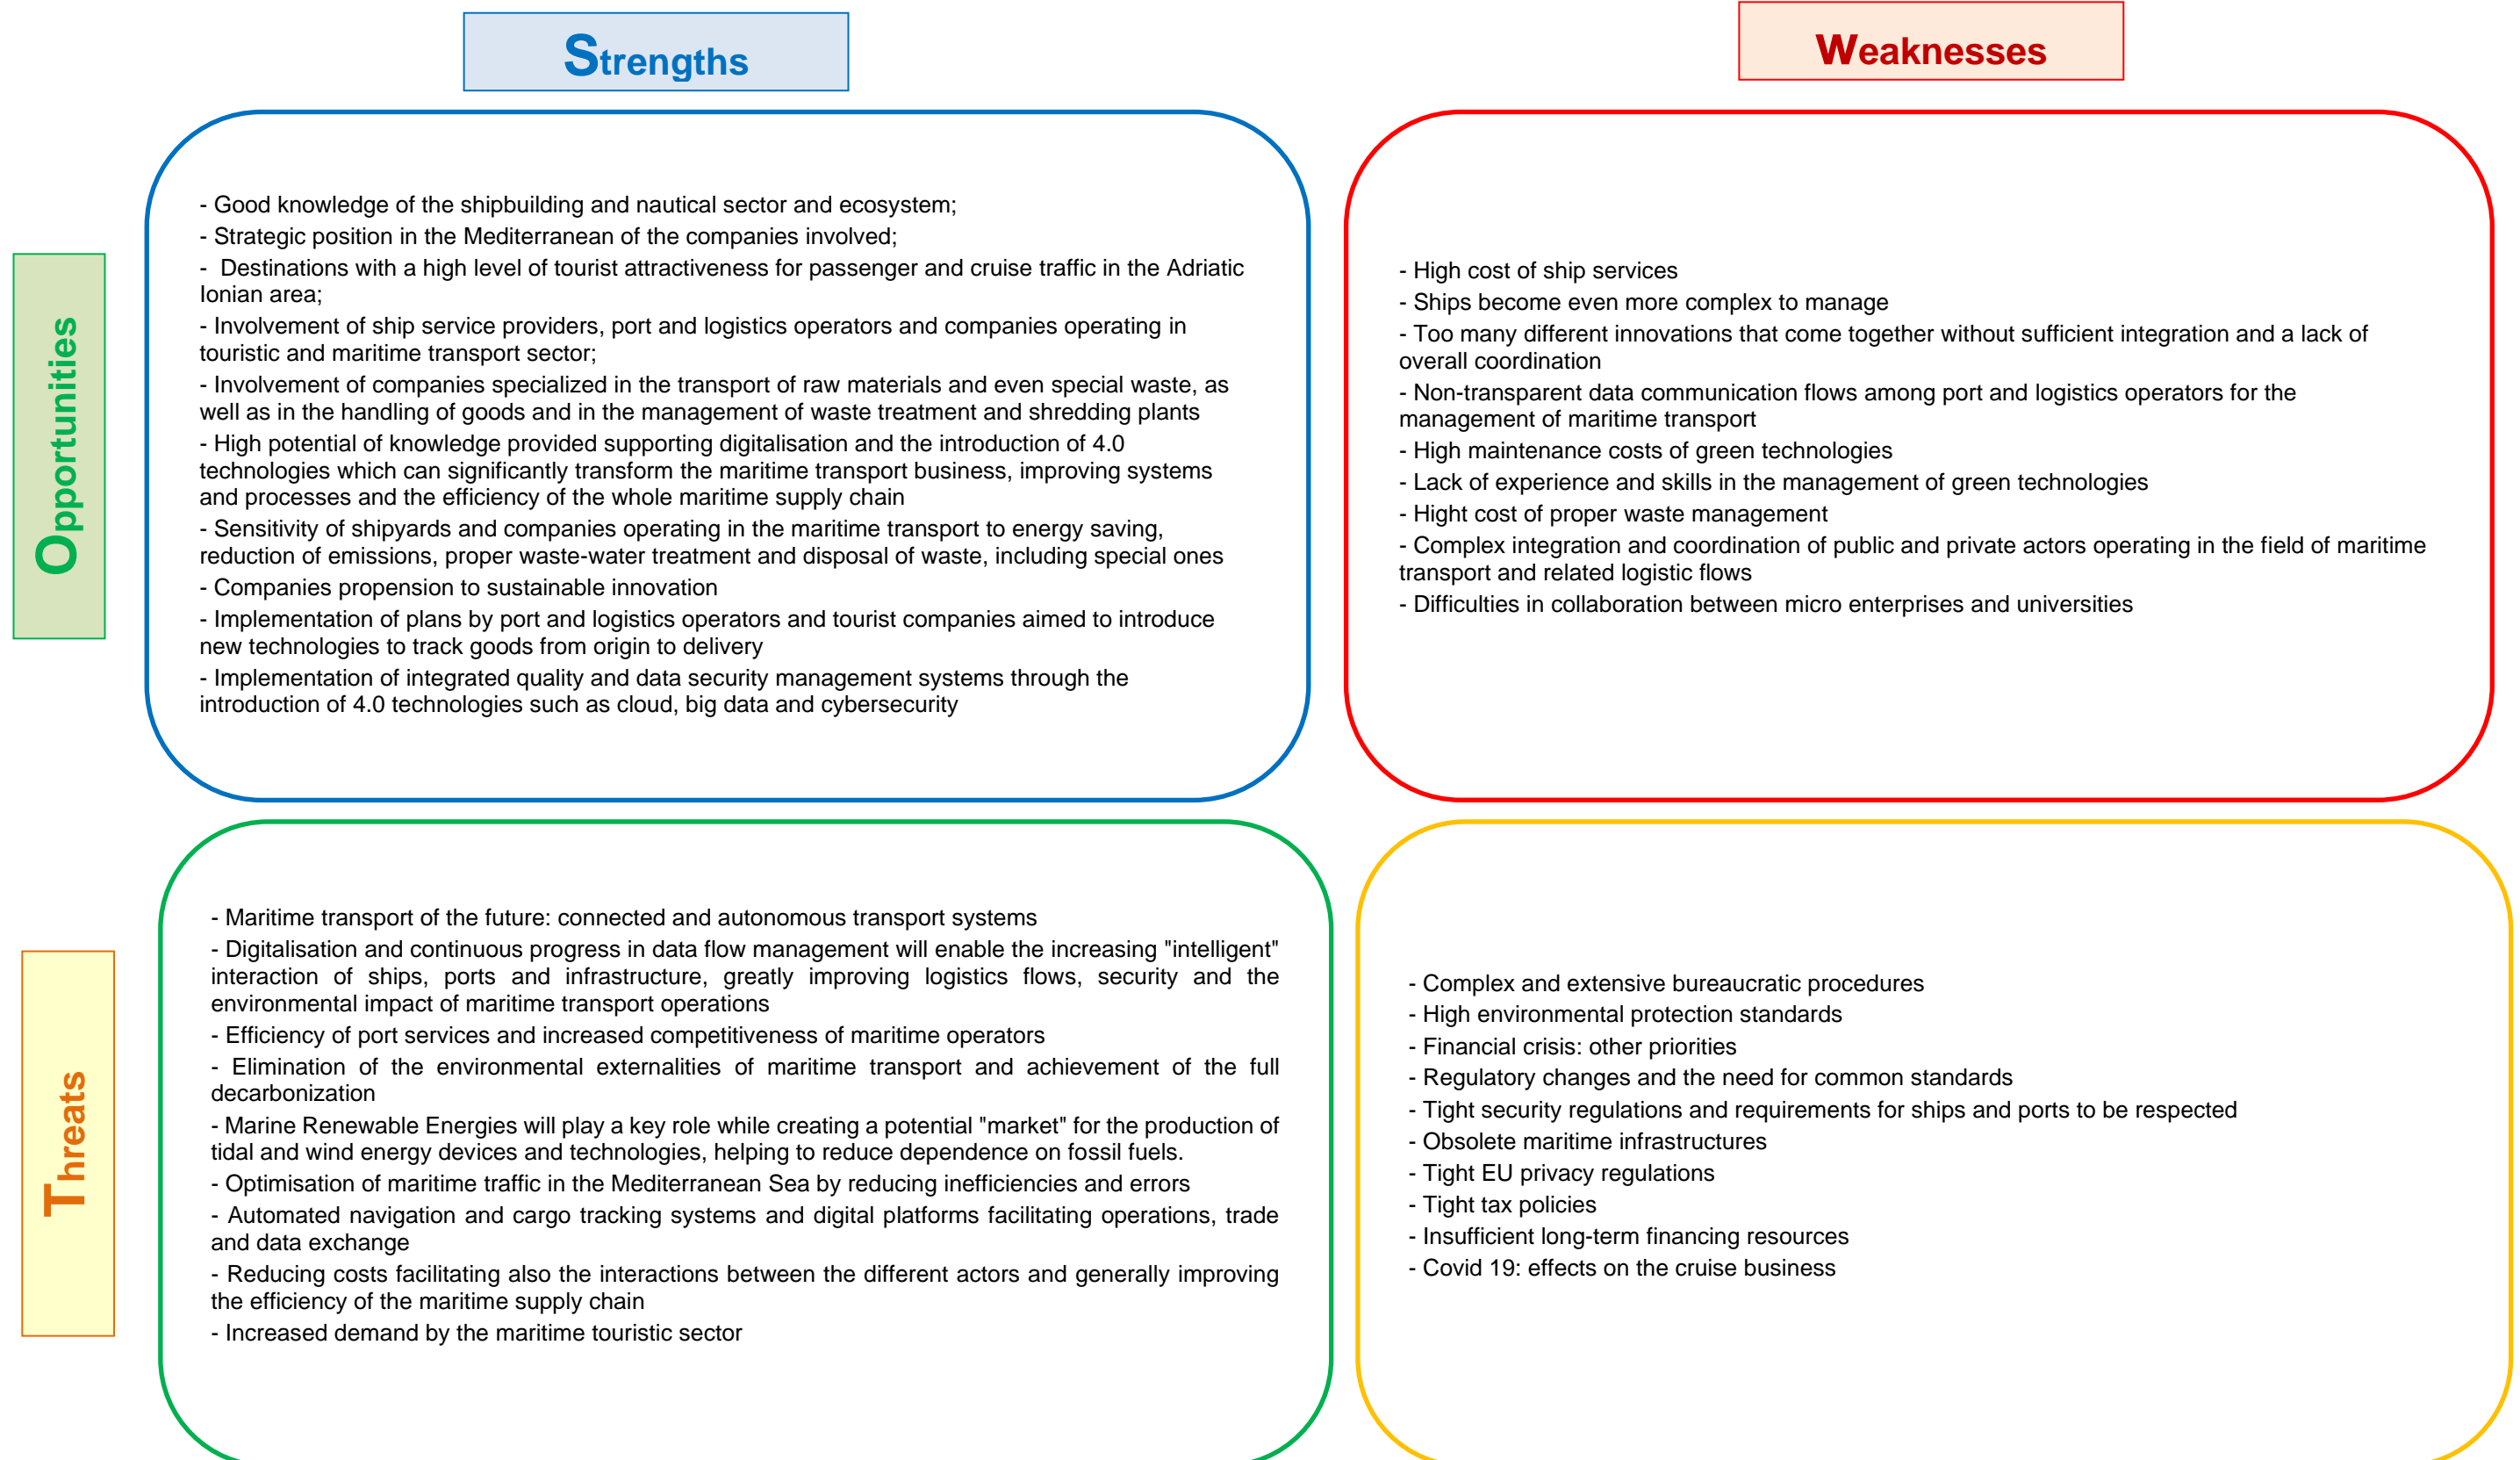 Strengths
Weaknesses
Opportunities
- Good knowledge of the shipbuilding and nautical sector and ecosystem;
- Strategic position in the Mediterranean of the companies involved;
- Destinations with a high level of tourist attractiveness for passenger and cruise traffic in the Adriatic
Ionian area;
- Involvement of ship service providers, port and logistics operators and companies operating in
touristic and maritime transport sector;
- Involvement of companies specialized in the transport of raw materials and even special waste, as
well as in the handling of goods and in the management of waste treatment and shredding plants
- High potential of knowledge provided supporting digitalisation and the introduction of 4.0
technologies which can significantly transform the maritime transport business, improving systems
and processes and the efficiency of the whole maritime supply chain
- Sensitivity of shipyards and companies operating in the maritime transport to energy saving,
reduction of emissions, proper waste-water treatment and disposal of waste, including special ones
- Companies propension to sustainable innovation
- Implementation of plans by port and logistics operators and tourist companies aimed to introduce
new technologies to track goods from origin to delivery
- Implementation of integrated quality and data security management systems through the
introduction of 4.0 technologies such as cloud, big data and cybersecurity
- High cost of ship services
- Ships become even more complex to manage
- Too many different innovations that come together without sufficient integration and a lack of
overall coordination
- Non-transparent data communication flows among port and logistics operators for the
management of maritime transport
- High maintenance costs of green technologies
- Lack of experience and skills in the management of green technologies
- Hight cost of proper waste management
- Complex integration and coordination of public and private actors operating in the field of maritime
transport and related logistic flows
- Difficulties in collaboration between micro enterprises and universities
Threats
- Maritime transport of the future: connected and autonomous transport systems
- Digitalisation and continuous progress in data flow management will enable the increasing "intelligent"
interaction of ships, ports and infrastructure, greatly improving logistics flows, security and the
environmental impact of maritime transport operations
- Efficiency of port services and increased competitiveness of maritime operators
- Elimination of the environmental externalities of maritime transport and achievement of the full
decarbonization
- Marine Renewable Energies will play a key role while creating a potential "market" for the production of
tidal and wind energy devices and technologies, helping to reduce dependence on fossil fuels.
- Optimisation of maritime traffic in the Mediterranean Sea by reducing inefficiencies and errors
- Automated navigation and cargo tracking systems and digital platforms facilitating operations, trade
and data exchange
- Reducing costs facilitating also the interactions between the different actors and generally improving
the efficiency of the maritime supply chain
- Increased demand by the maritime touristic sector
- Complex and extensive bureaucratic procedures
- High environmental protection standards
- Financial crisis: other priorities
- Regulatory changes and the need for common standards
- Tight security regulations and requirements for ships and ports to be respected
- Obsolete maritime infrastructures
- Tight EU privacy regulations
- Tight tax policies
- Insufficient long-term financing resources
- Covid 19: effects on the cruise business